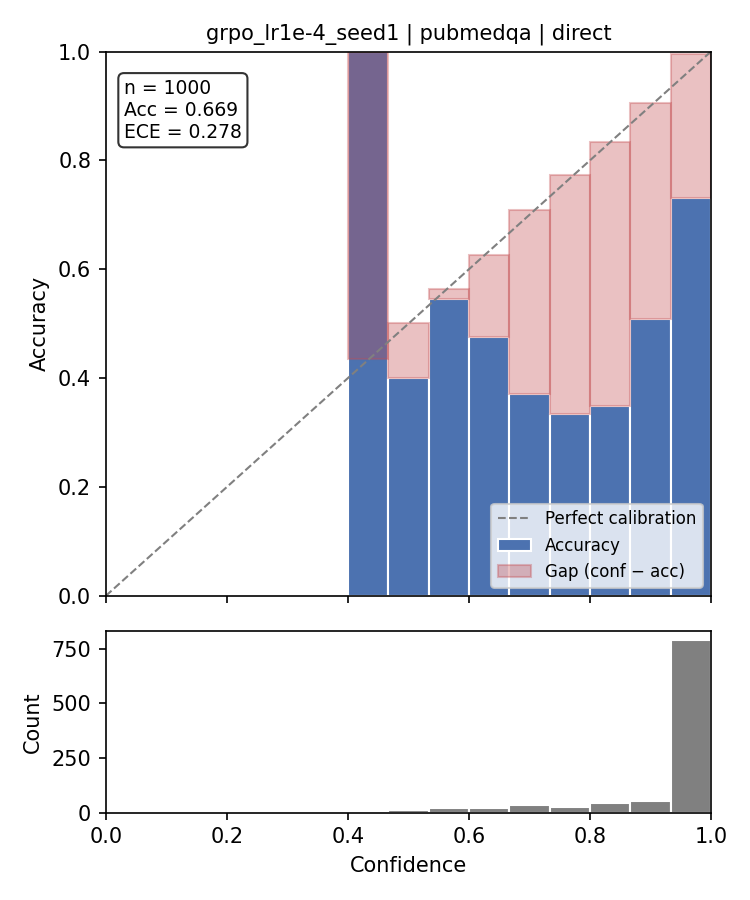 grpo_lr1e-4_seed1 | pubmedqa | direct
1.0
0.8
0.6
0.4
0.2
0.0
Accuracy
n = 1000
Acc = 0.669
ECE = 0.278
Perfect calibration
Accuracy
Gap (conf − acc)
750
500
250
0
Count
0.0 0.2 0.4 0.6 0.8 1.0
Confidence